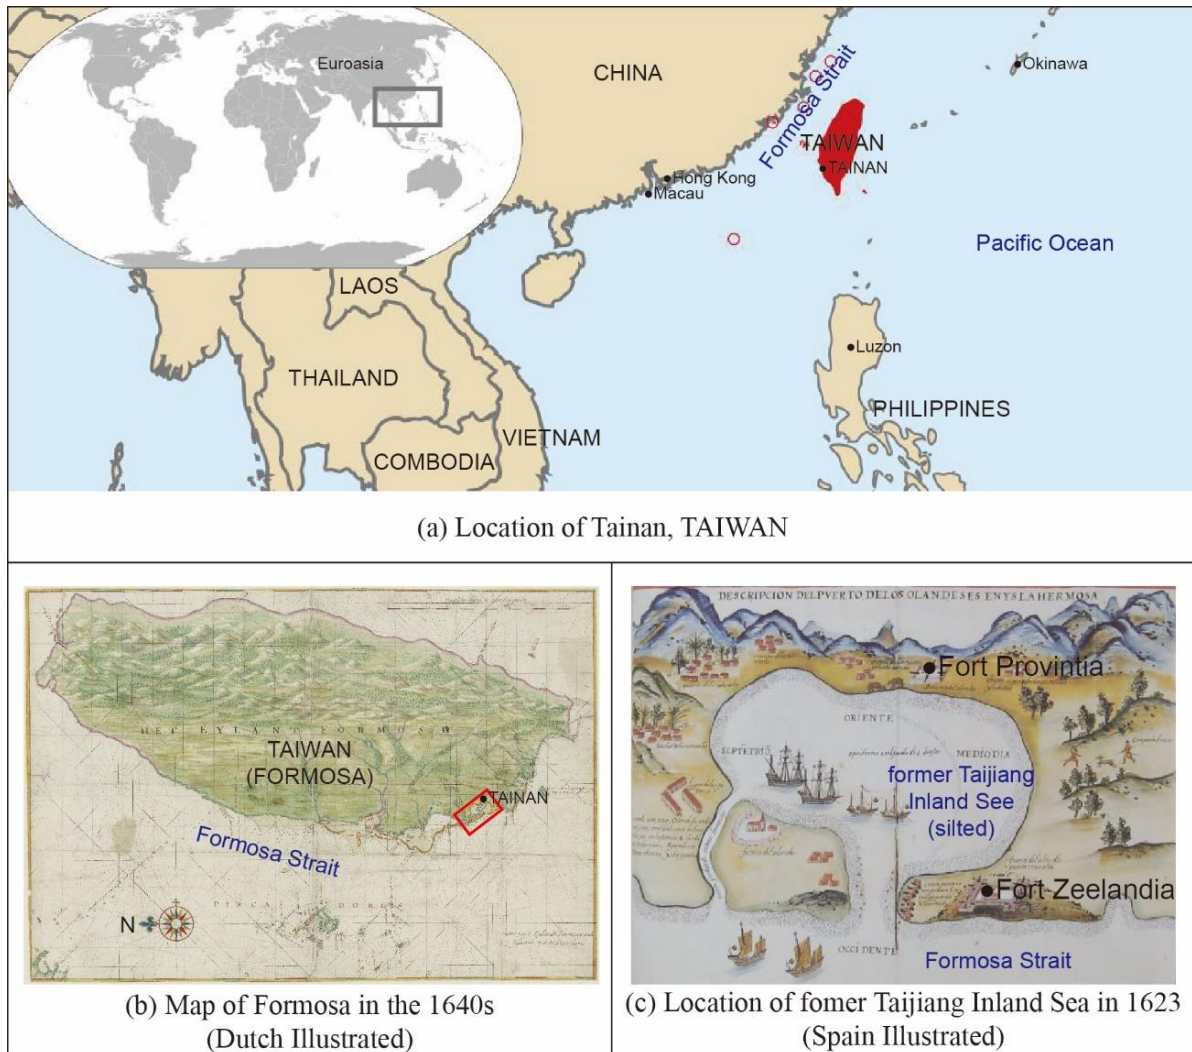 Euroasia
CHINA
Formosa Strait
Okinawa
TAIWAN
TAINAN
Hong Kong
Macau
Pacific Ocean
LAOS
Luzon
THAILAND
PHILIPPINES
VIETNAM
COMBODIA
(a) Location of Tainan, TAIWAN
HET EYLANT FORMOSO
TAIWAN
(FORMOSA)
TAINAN
Formosa Strait
N
(b) Map of Formosa in the 1640s
(Dutch Illustrated)
DESCRIPCION DEL PVERTO DE LOS OLANDESES EN YSLA HERMOSA
Fort Provintia
ORIENTE
SEPTETRIO
MEDIODIA
former Taijiang
Inland See
(silted)
Fort Zeelandia
OCCIDENTE
Formosa Strait
(c) Location of fomer Taijiang Inland Sea in 1623
(Spain Illustrated)